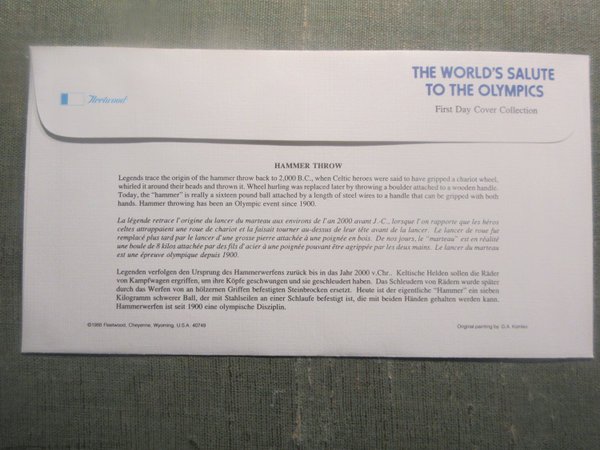 Fleetwood
THE WORLD'S SALUTE
TO THE OLYMPICS
First Day Cover Collection
HAMMER THROW
Legends trace the origin of the hammer throw back to 2,000 B.C., when Celtic heroes were said to have gripped a chariot wheel,
whirled it around their heads and thrown it. Wheel hurling was replaced later by throwing a boulder attached to a wooden handle.
Today, the "hammer" is really a sixteen pound ball attached by a length of steel wires to a handle that can be gripped with both
hands. Hammer throwing has been an Olympic event since 1900.
La légende retrace l'origine du lancer du marteau aux environs de l'an 2000 avant J.-C., lorsque l'on rapporte que les héros
celtes attrapaient une roue de chariot et la faisait tourner au-dessus de leur tête avant de la lancer. Le lancer de roue fut
remplacé plus tard par le lancer d'une grosse pierre attachée à une poignée en bois. De nos jours, le "marteau" est en réalité
une boule de 8 kilos attachée par des fils d'acier à une poignée pouvant être agrippée par les deux mains. Le lancer du marteau
est une épreuve olympique depuis 1900.
Legenden verfolgen den Ursprung des Hammerwerfens zurück bis in das Jahr 2000 v.Chr.. Keltische Helden sollen die Räder
von Kampfwagen ergriffen, um ihre Köpfe geschwungen und sie geschleudert haben. Das Schleudern von Rädern wurde später
durch das Werfen von an hölzernen Griffen befestigten Steinbrocken ersetzt. Heute ist der eigentliche "Hammer" ein sieben
Kilogramm schwerer Ball, der mit Stahlseilen an einer Schlaufe befestigt ist, die mit beiden Händen gehalten werden kann.
Hammerwerfen ist seit 1900 eine olympische Disziplin.
©1988 Fleetwood, Cheyenne, Wyoming, U.S.A. 40749
Original painting by